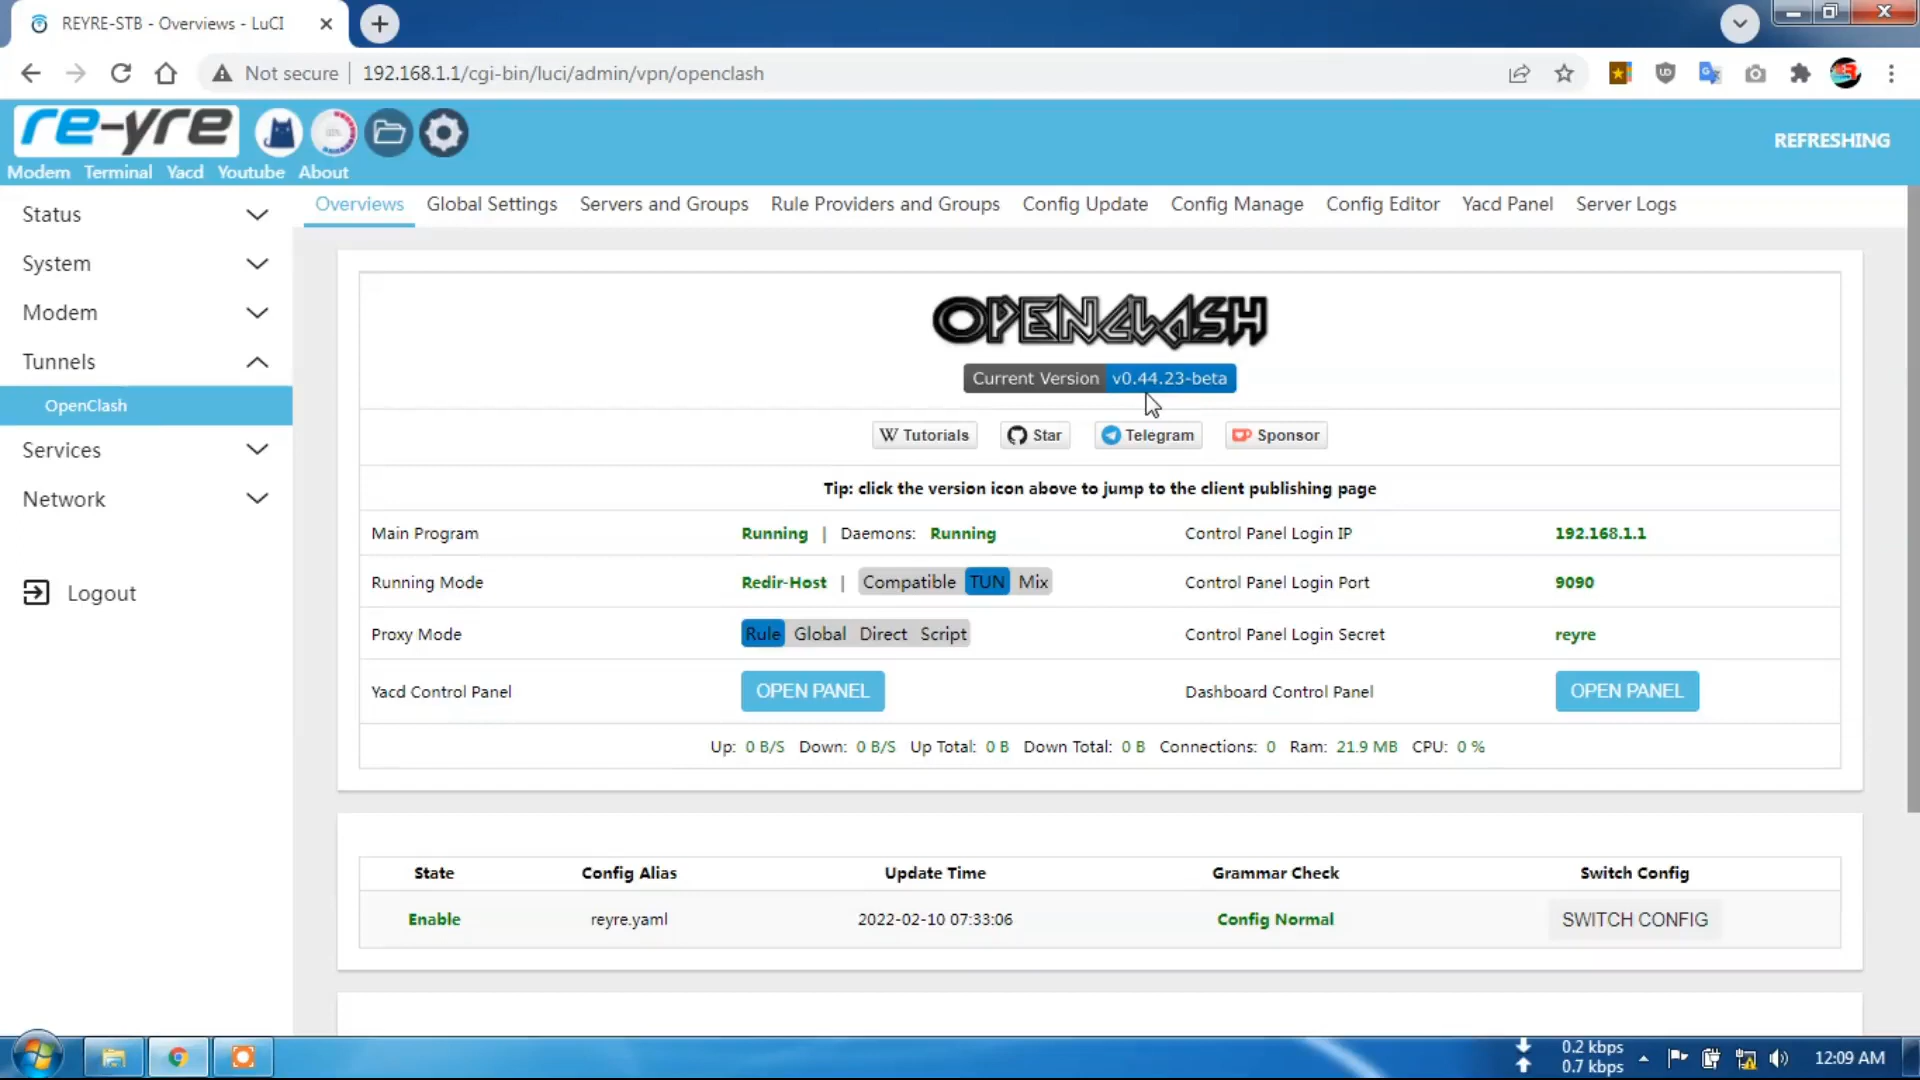 REYRE-STB - Overviews - LuCI
Not secure | 192.168.1.1/cgi-bin/luci/admin/vpn/openclash
re-yre
REFRESHING
Modem Terminal Yacd Youtube About
Overviews Global Settings Servers and Groups Rule Providers and Groups Config Update Config Manage Config Editor Yacd Panel Server Logs
Status
System
Modem
Tunnels
OpenClash
Services
Network
Logout
OPENCLASH
Current Version v0.44.23-beta
Tutorials Star Telegram Sponsor
Tip: click the version icon above to jump to the client publishing page
Main Program Running | Daemons: Running Control Panel Login IP 192.168.1.1
Running Mode Redir-Host | Compatible TUN Mix Control Panel Login Port 9090
Proxy Mode Rule Global Direct Script Control Panel Login Secret reyre
Yacd Control Panel OPEN PANEL Dashboard Control Panel OPEN PANEL
Up: 0 B/S Down: 0 B/S Up Total: 0 B Down Total: 0 B Connections: 0 Ram: 21.9 MB CPU: 0 %
State Config Alias Update Time Grammar Check Switch Config
Enable reyre.yaml 2022-02-10 07:33:06 Config Normal SWITCH CONFIG
0.2 kbps
0.7 kbps
12:09 AM